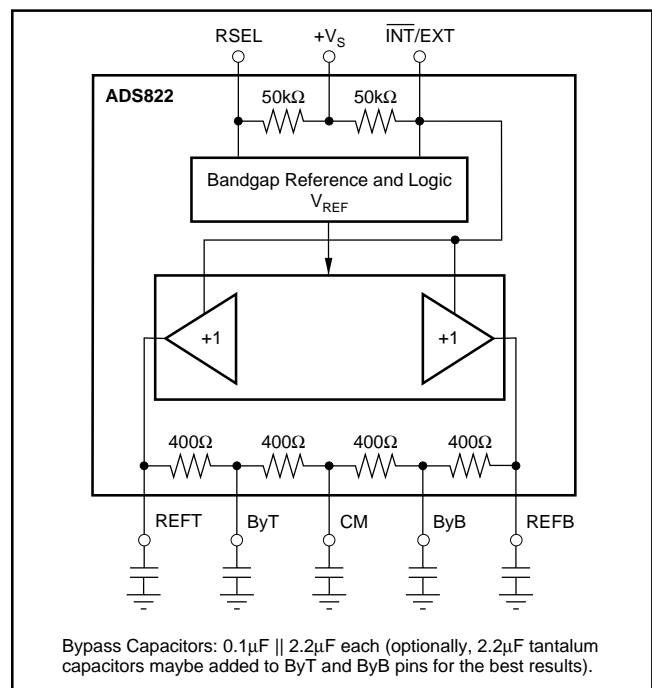 RSEL +VS INT/EXT
ADS822
50kΩ 50kΩ
Bandgap Reference and Logic
VREF
+1 +1
400Ω 400Ω 400Ω 400Ω
REFT ByT CM ByB REFB
Bypass Capacitors: 0.1µF || 2.2µF each (optionally, 2.2µF tantalum
capacitors maybe added to ByT and ByB pins for the best results).